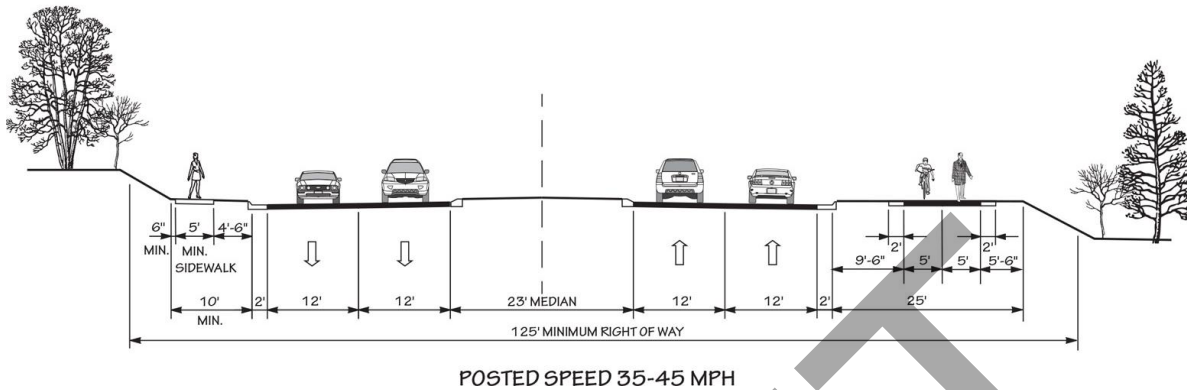 6" 5' 4'-6"
MIN. MIN.
SIDEWALK
2' 2'
9'-6" 5' 5' 5'-6"
10' 2' 12' 12' 23' MEDIAN 12' 12' 2' 25'
MIN.
125' MINIMUM RIGHT OF WAY
POSTED SPEED 35-45 MPH